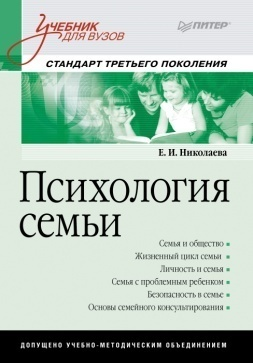 УЧЕБНИК
ДЛЯ ВУЗОВ
ПИТЕР®
СТАНДАРТ ТРЕТЬЕГО ПОКОЛЕНИЯ
Е. И. Николаева
Психология
семьи
Семья и общество
Жизненный цикл семьи
Личность и семья
Семья с проблемным ребенком
Безопасность в семье
Основы семейного консультирования
ДОПУЩЕНО УЧЕБНО-МЕТОДИЧЕСКИМ ОБЪЕДИНЕНИЕМ